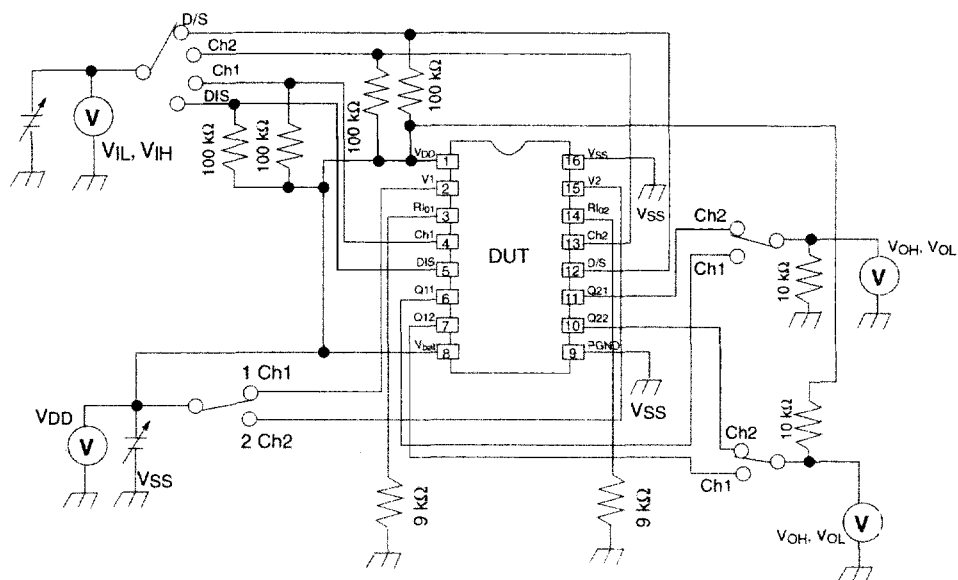 D/S
Ch2
Ch1
DIS
V
VIL, VIH
100 kΩ
100 kΩ
100 kΩ
100 kΩ
VDD
V1
RI01
Ch1
DIS
Q11
Q12
Vbat
1
2
3
4
5
6
7
8
DUT
16
15
14
13
12
11
10
9
VSS
V2
RI02
Ch2
D/S
Q21
Q22
PGND
VSS
VSS
Ch2
Ch1
10 kΩ
VOH, VOL
V
VDD
V
VSS
1 Ch1
2 Ch2
9 kΩ
9 kΩ
Ch2
Ch1
10 kΩ
VOH, VOL
V